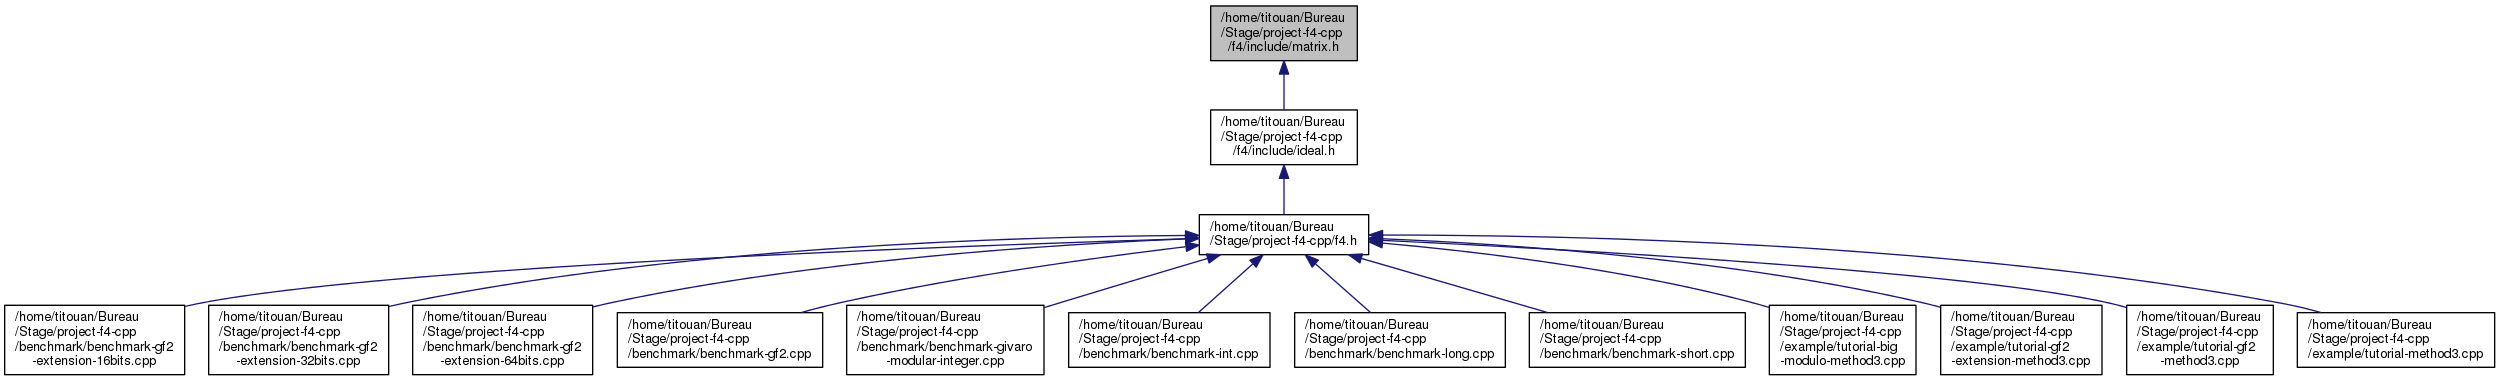 /home/titouan/Bureau
/Stage/project-f4-cpp
/f4/include/matrix.h
/home/titouan/Bureau
/Stage/project-f4-cpp
/f4/include/ideal.h
/home/titouan/Bureau
/Stage/project-f4-cpp/f4.h
/home/titouan/Bureau
/Stage/project-f4-cpp
/benchmark/benchmark-gf2
-extension-16bits.cpp
/home/titouan/Bureau
/Stage/project-f4-cpp
/benchmark/benchmark-gf2
-extension-32bits.cpp
/home/titouan/Bureau
/Stage/project-f4-cpp
/benchmark/benchmark-gf2
-extension-64bits.cpp
/home/titouan/Bureau
/Stage/project-f4-cpp
/benchmark/benchmark-gf2.cpp
/home/titouan/Bureau
/Stage/project-f4-cpp
/benchmark/benchmark-givaro
-modular-integer.cpp
/home/titouan/Bureau
/Stage/project-f4-cpp
/benchmark/benchmark-int.cpp
/home/titouan/Bureau
/Stage/project-f4-cpp
/benchmark/benchmark-long.cpp
/home/titouan/Bureau
/Stage/project-f4-cpp
/benchmark/benchmark-short.cpp
/home/titouan/Bureau
/Stage/project-f4-cpp
/example/tutorial-big
-modulo-method3.cpp
/home/titouan/Bureau
/Stage/project-f4-cpp
/example/tutorial-gf2
-extension-method3.cpp
/home/titouan/Bureau
/Stage/project-f4-cpp
/example/tutorial-gf2
-method3.cpp
/home/titouan/Bureau
/Stage/project-f4-cpp
/example/tutorial-method3.cpp